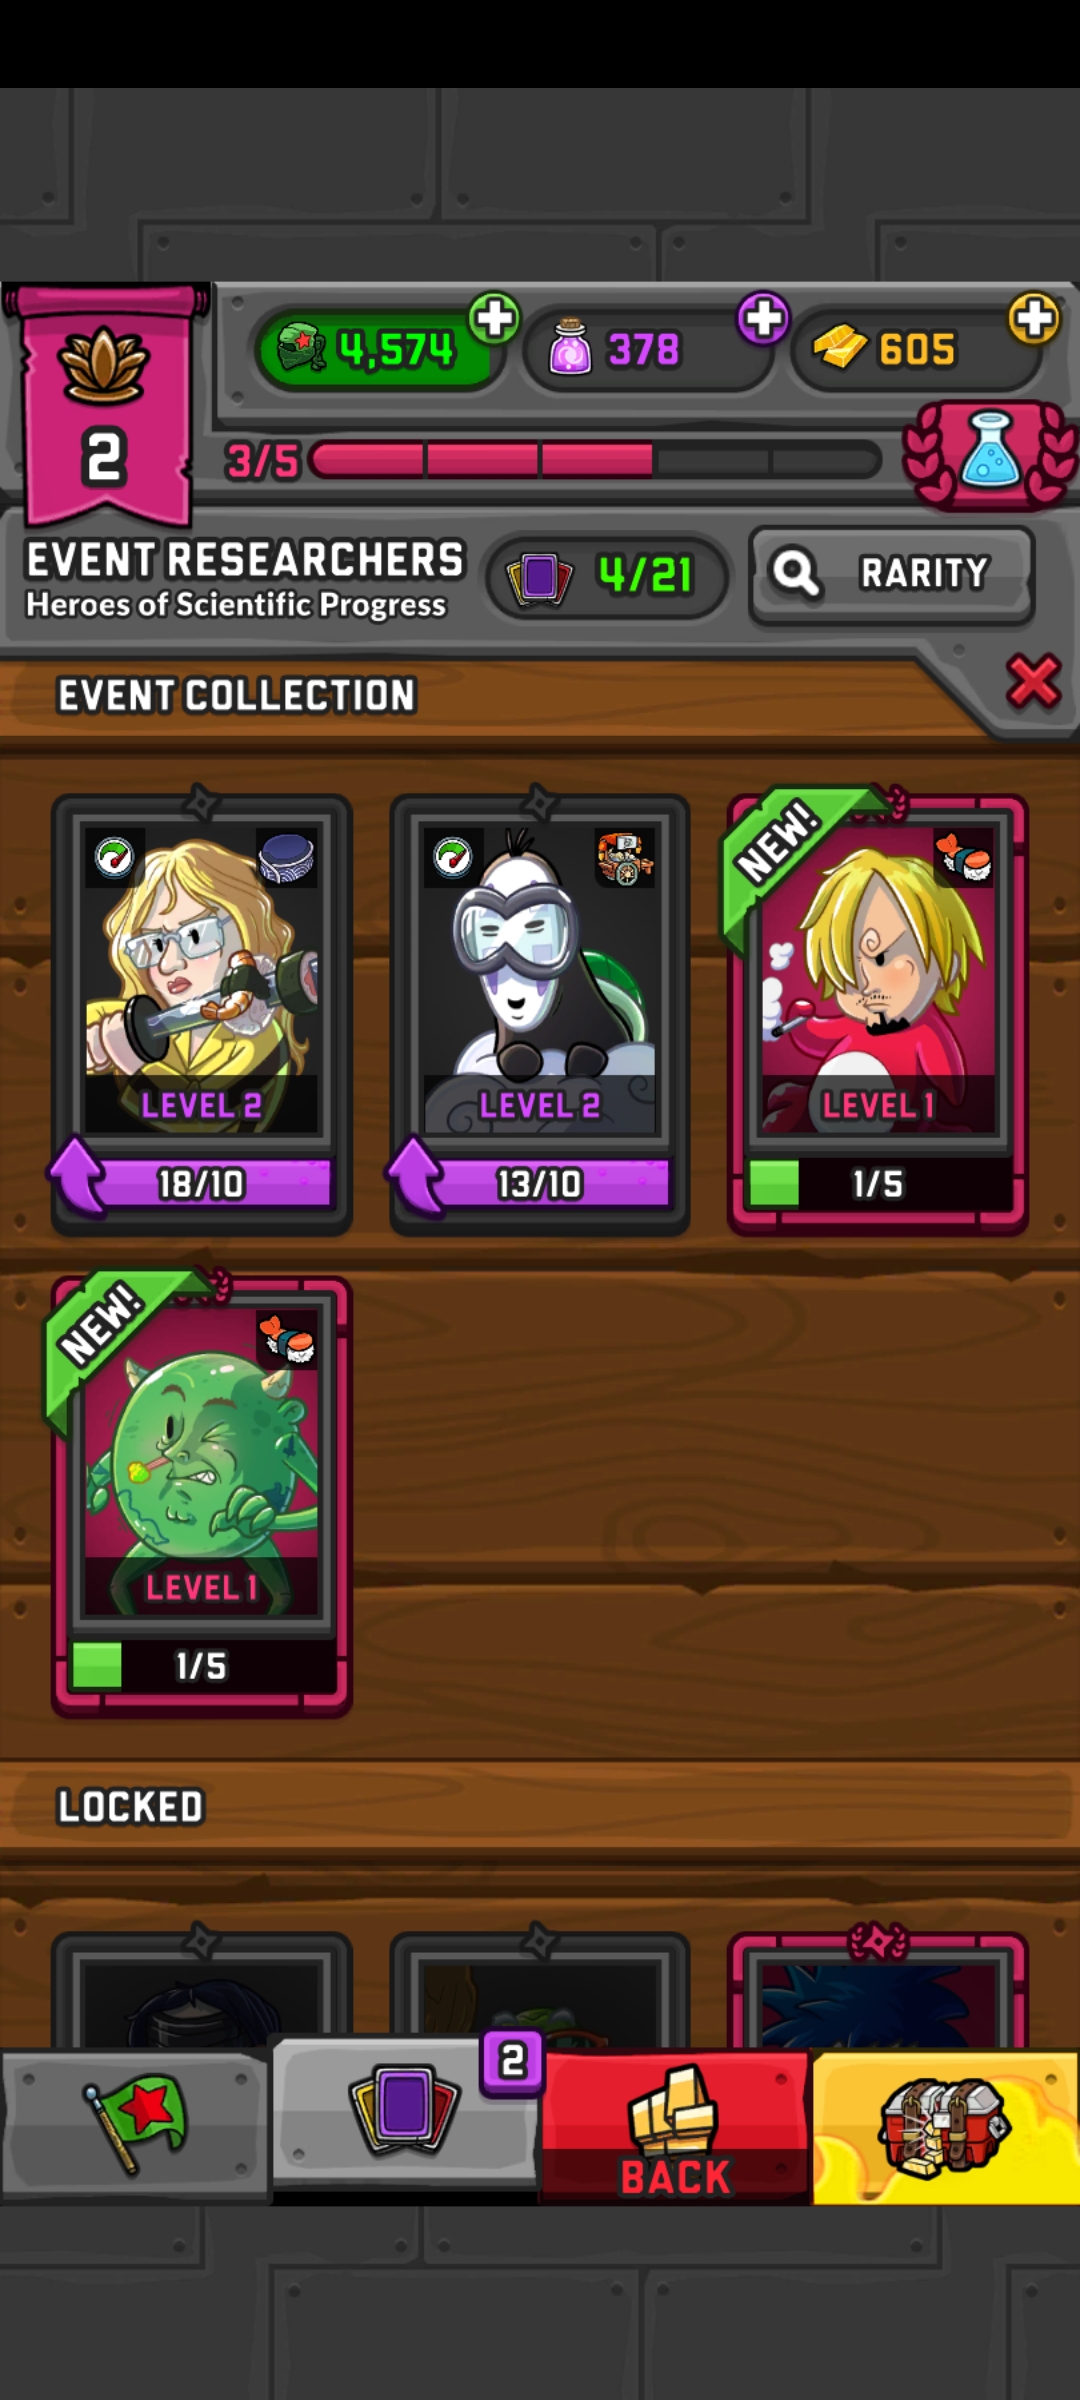 4,574
378
605
2
3/5
EVENT RESEARCHERS
Heroes of Scientific Progress
4/21
RARITY
EVENT COLLECTION
LEVEL 2
18/10
LEVEL 2
13/10
NEW!
LEVEL 1
1/5
NEW!
LEVEL 1
1/5
LOCKED
2
BACK